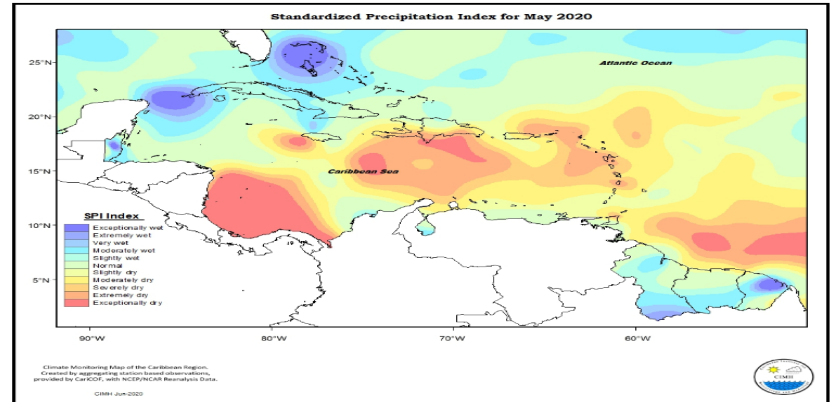 Standardized Precipitation Index for May 2020
25°N
Atlantic Ocean
20°N
15°N
Caribbean Sea
10°N
5°N
SPI Index
Exceptionally wet
Extremely wet
Very wet
Moderately wet
Slightly wet
Normal
Slightly dry
Moderately dry
Severely dry
Extremely dry
Exceptionally dry
90°W
80°W
70°W
60°W
Climate Monitoring Map of the Caribbean Region.
Created by aggregating station based observations,
provided by CariCOF, with NCEP/NCAR Reanalysis Data.
CIMH Jun-2020
CIMH